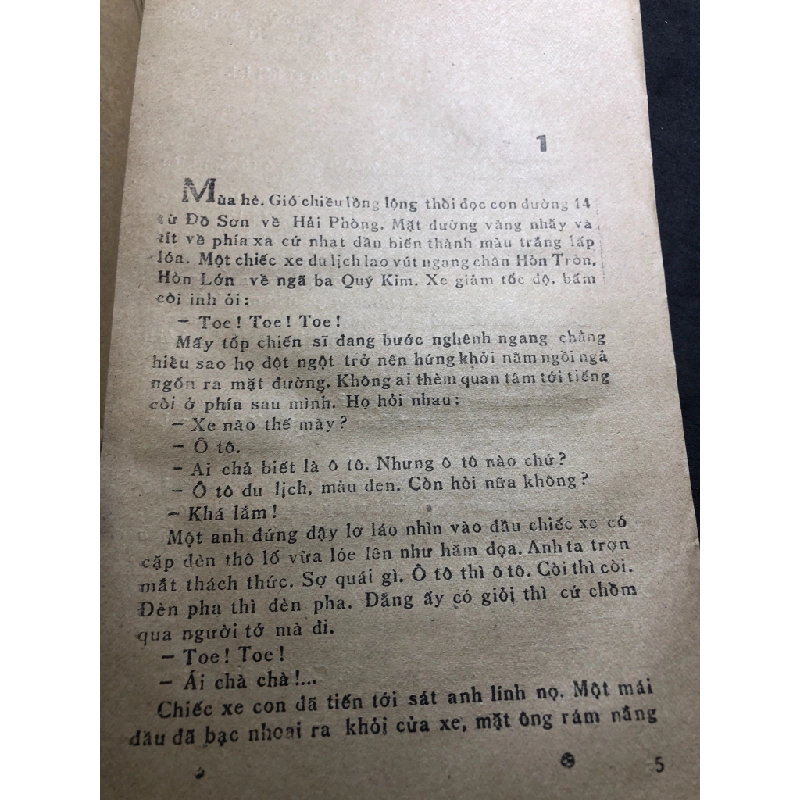 1
Mùa hè. Gió chiều lồng lộng thổi dọc con đường 14
từ Đồ Sơn về Hải Phòng. Mặt đường vàng nhẫy và
tít về phía xa cứ nhạt dần biến thành màu trắng lấp
lóa. Một chiếc xe du lịch lao vút ngang chân Hòn Tròn,
Hòn Lớn về ngã ba Quý Kim. Xe giảm tốc độ, bấm
còi inh ỏi:
— Toe! Toe! Toe!
Mấy tốp chiến sĩ đang bước nghênh ngang chẳng
hiểu sao họ đột ngột trở nên hứng khởi nằm ngồi ngả
ngốn ra mặt đường. Không ai thèm quan tâm tới tiếng
còi ở phía sau mình. Họ hỏi nhau:
— Xe nào thế mày?
— Ô tô.
— Ai chả biết là ô tô. Nhưng ô tô nào chứ?
— Ô tô du lịch, màu đen. Còn hỏi nữa không?
— Khá lắm!
Một anh đứng dậy lơ láo nhìn vào đầu chiếc xe có
cặp đèn thô lố vừa lóe lên như hăm dọa. Anh ta trợn
mắt thách thức. Sợ quái gì. Ô tô thì ô tô. Còi thì còi.
Đèn pha thì đèn pha. Đằng ấy có giỏi thì cứ chồm
qua người tớ mà đi.
— Toe! Toe!
— Ái chà chà!...
Chiếc xe con đã tiến tới sát anh lính nọ. Một mái
đầu đã bạc nhoai ra khỏi cửa xe, mặt ông rám nắng
5